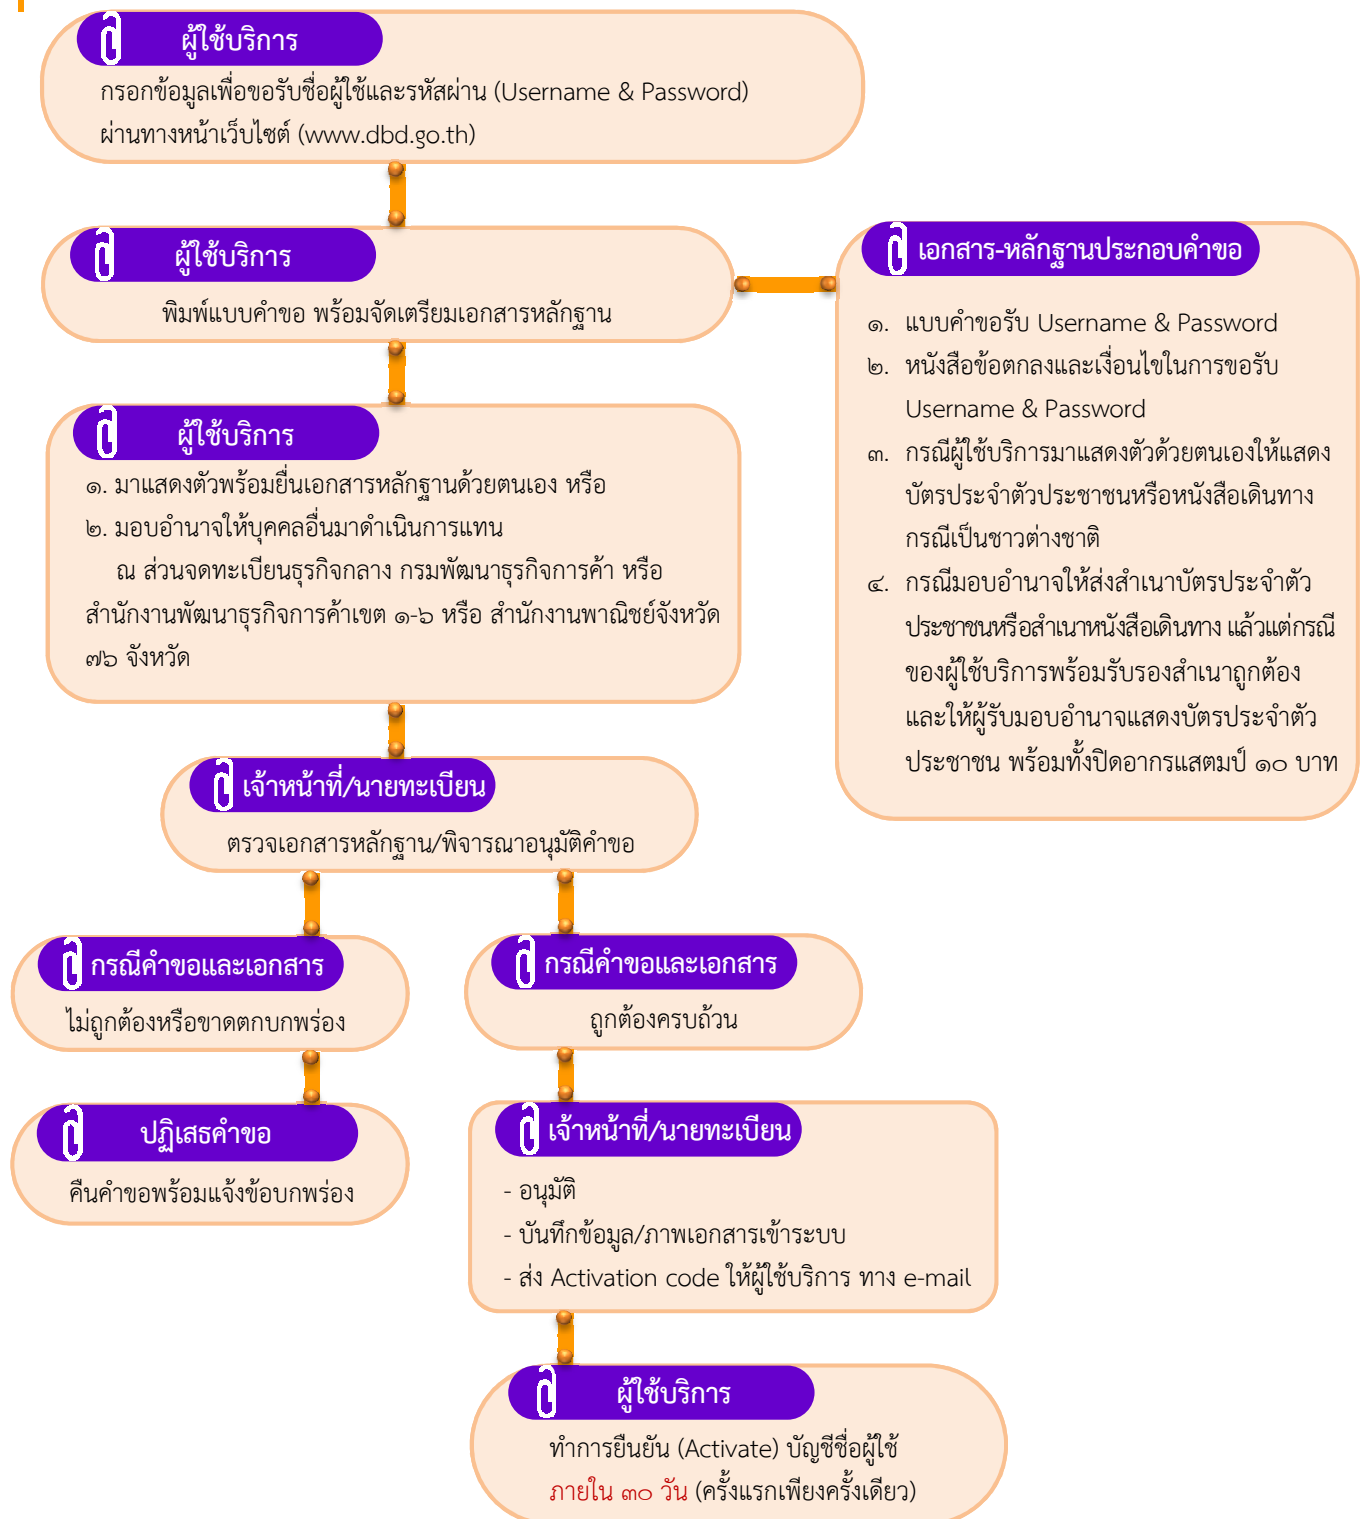 ผู้ใช้บริการ
กรอกข้อมูลเพื่อขอรับชื่อผู้ใช้และรหัสผ่าน (Username & Password)
ผ่านทางหน้าเว็บไซต์ (www.dbd.go.th)
ผู้ใช้บริการ
พิมพ์แบบคำขอ พร้อมจัดเตรียมเอกสารหลักฐาน
เอกสาร-หลักฐานประกอบคำขอ
๑. แบบคำขอรับ Username & Password
๒. หนังสือข้อตกลงและเงื่อนไขในการขอรับ
Username & Password
๓. กรณีผู้ใช้บริการมาแสดงตัวด้วยตนเองให้แสดง
บัตรประจำตัวประชาชนหรือหนังสือเดินทาง
กรณีเป็นชาวต่างชาติ
๔. กรณีมอบอำนาจให้ส่งสำเนาบัตรประจำตัว
ประชาชนหรือสำเนาหนังสือเดินทาง แล้วแต่กรณี
ของผู้ใช้บริการพร้อมรับรองสำเนาถูกต้อง
และให้ผู้รับมอบอำนาจแสดงบัตรประจำตัว
ประชาชน พร้อมทั้งปิดอากรแสตมป์ ๑๐ บาท
ผู้ใช้บริการ
๑. มาแสดงตัวพร้อมยื่นเอกสารหลักฐานด้วยตนเอง หรือ
๒. มอบอำนาจให้บุคคลอื่นมาดำเนินการแทน
ณ ส่วนจดทะเบียนธุรกิจกลาง กรมพัฒนาธุรกิจการค้า หรือ
สำนักงานพัฒนาธุรกิจการค้าเขต ๑-๖ หรือ สำนักงานพาณิชย์จังหวัด
๗๖ จังหวัด
เจ้าหน้าที่/นายทะเบียน
ตรวจเอกสารหลักฐาน/พิจารณาอนุมัติคำขอ
กรณีคำขอและเอกสาร
ไม่ถูกต้องหรือขาดตกบกพร่อง
กรณีคำขอและเอกสาร
ถูกต้องครบถ้วน
ปฏิเสธคำขอ
คืนคำขอพร้อมแจ้งข้อบกพร่อง
เจ้าหน้าที่/นายทะเบียน
- อนุมัติ
- บันทึกข้อมูล/ภาพเอกสารเข้าระบบ
- ส่ง Activation code ให้ผู้ใช้บริการ ทาง e-mail
ผู้ใช้บริการ
ทำการยืนยัน (Activate) บัญชีชื่อผู้ใช้
ภายใน ๓๐ วัน (ครั้งแรกเพียงครั้งเดียว)